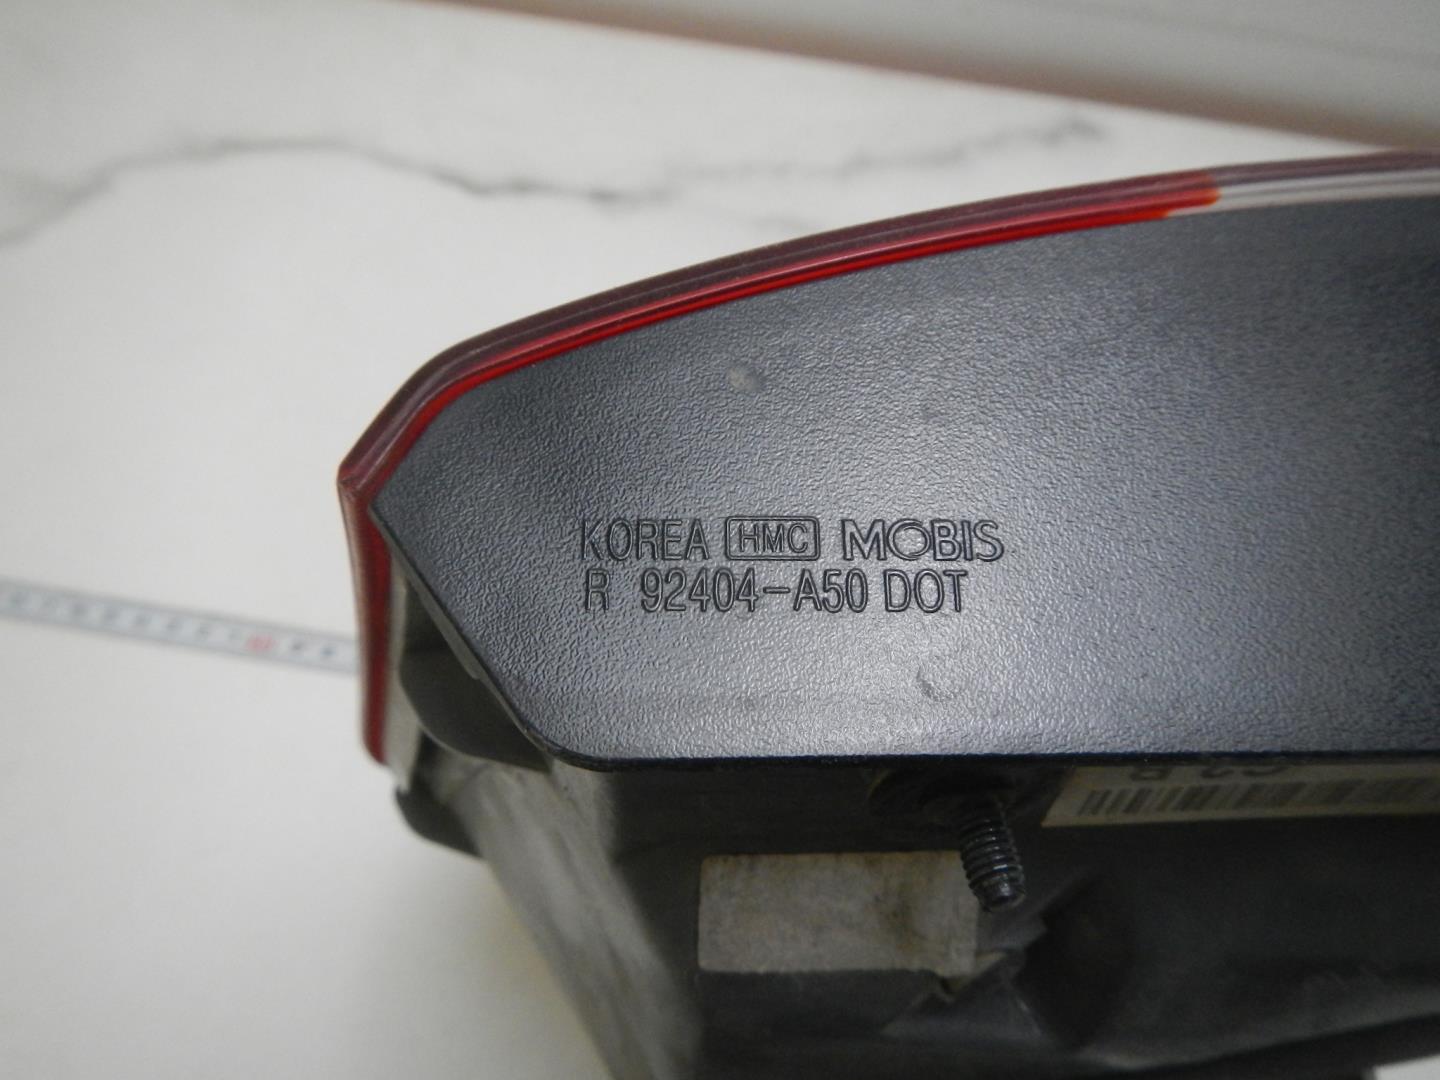 KOREA HMC MOBIS
R 92404-A50 DOT